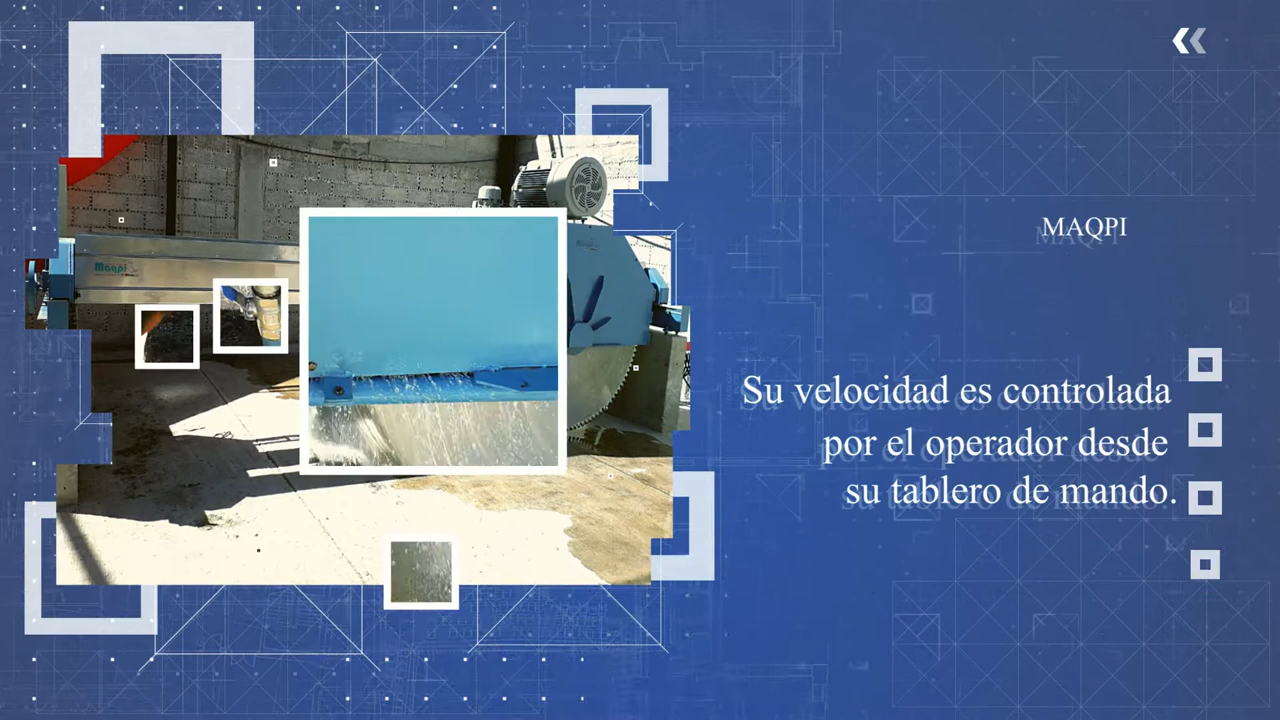 MAQPI
Maqpi
Su velocidad es controlada
por el operador desde
su tablero de mando.